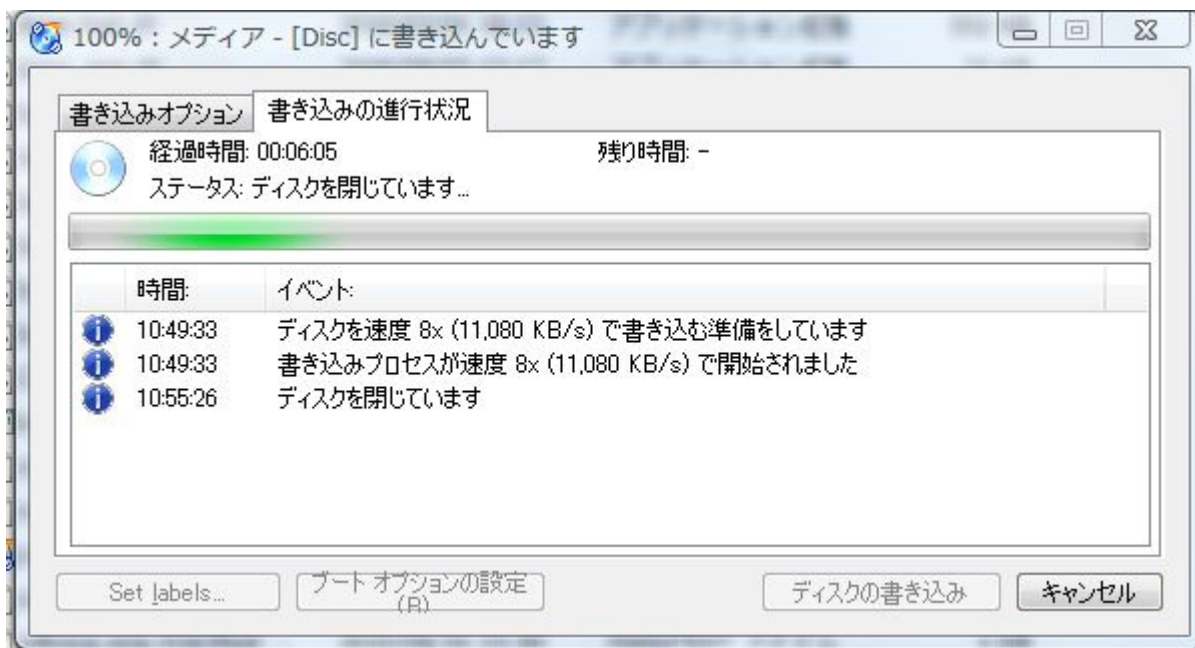 100% : メディア - [Disc] に書き込んでいます
書き込みオプション 書き込みの進行状況
経過時間: 00:06:05 残り時間: -
ステータス: ディスクを閉じています...
時間: イベント:
10:49:33 ディスクを速度 8x (11,080 KB/s) で書き込む準備をしています
10:49:33 書き込みプロセスが速度 8x (11,080 KB/s) で開始されました
10:55:26 ディスクを閉じています
Set labels... ブート オプションの設定 ディスクの書き込み キャンセル
(B)